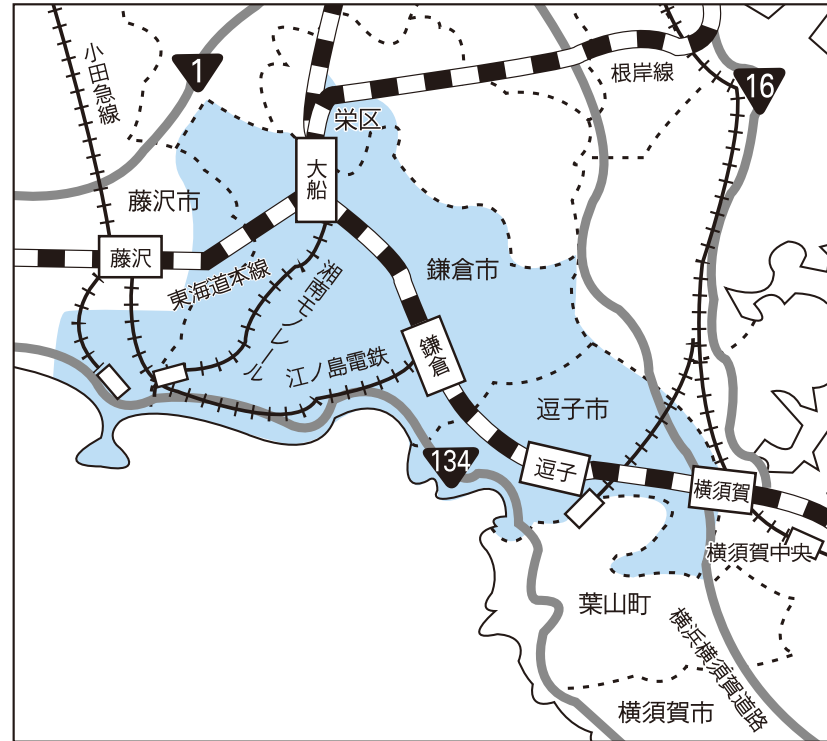 小田急線
1
根岸線
16
栄区
大船
藤沢市
藤沢
東海道本線
湘南モノレール
鎌倉市
江ノ島電鉄
鎌倉
逗子市
134
逗子
横須賀
横須賀中央
葉山町
横浜横須賀道路
横須賀市